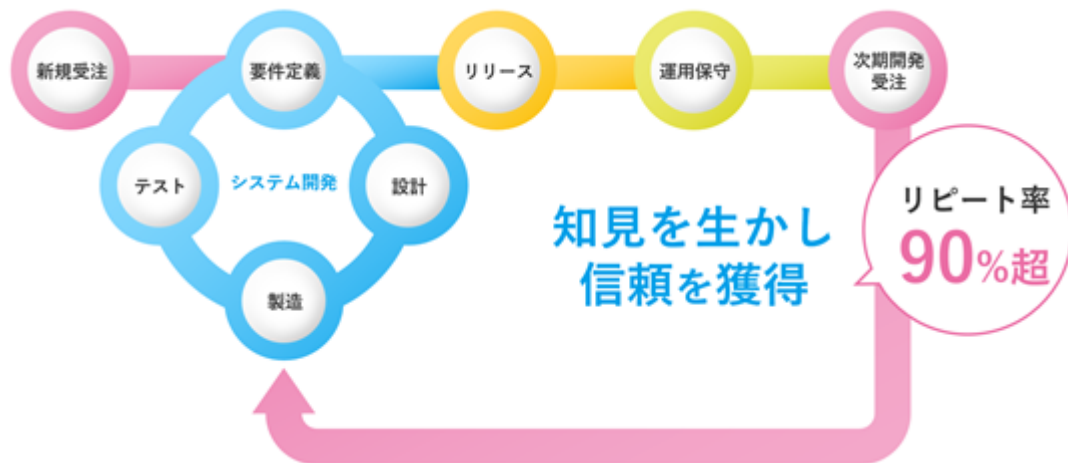 新規受注
要件定義
リリース
運用保守
次期開発
受注
テスト
システム開発
設計
製造
知見を生かし
信頼を獲得
リピート率
90%超